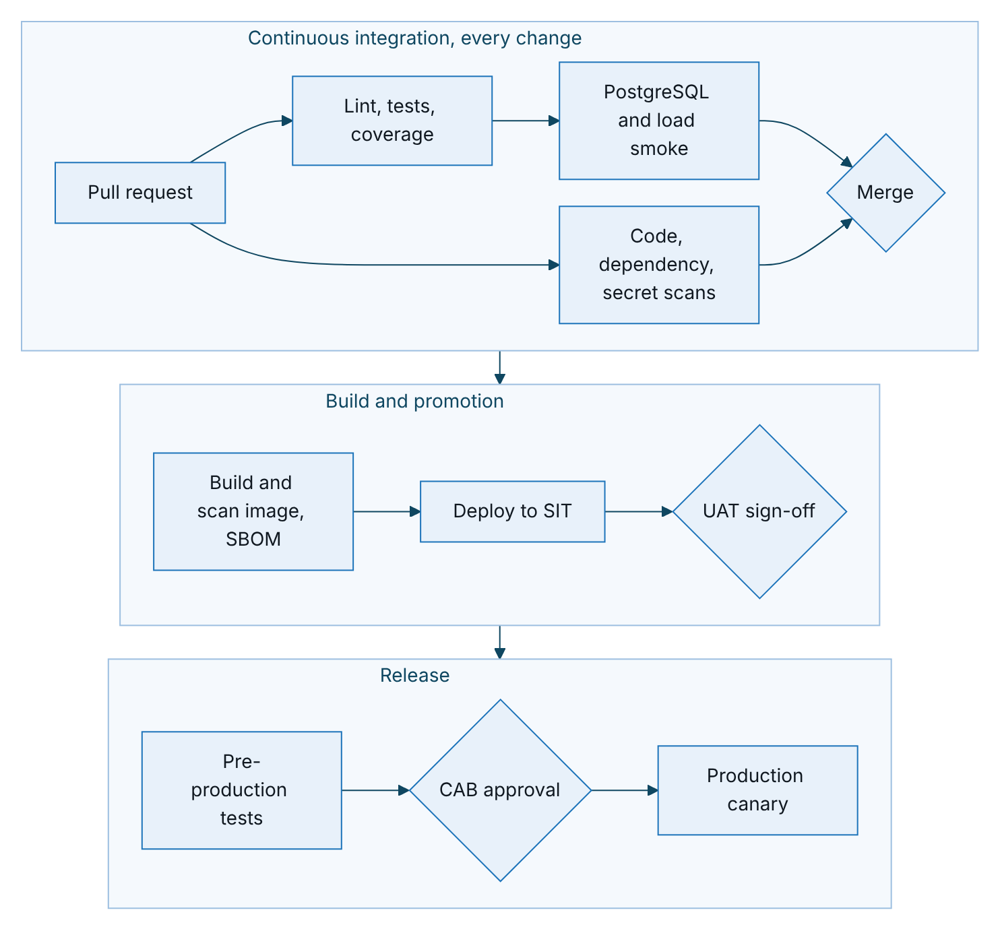 Continuous integration, every change
Lint, tests,
coverage
PostgreSQL
and load
smoke
Pull request
Merge
Code,
dependency,
secret scans
Build and promotion
Build and
scan image,
SBOM
Deploy to SIT
UAT sign-off
Release
Pre-
production
tests
CAB approval
Production
canary